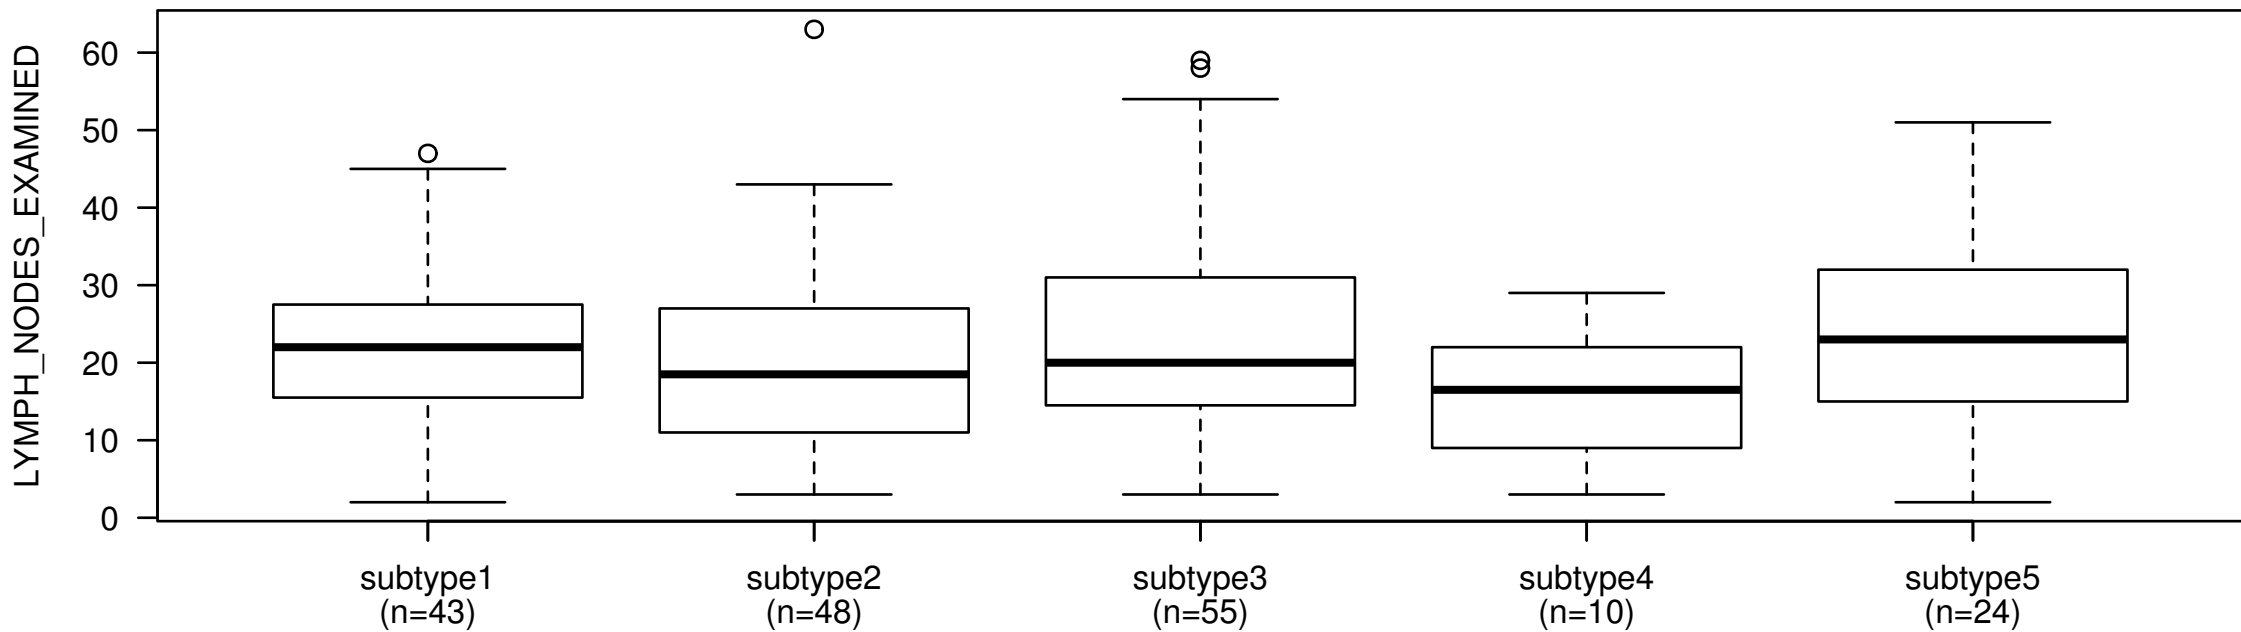 LYMPH_NODES_EXAMINED
60
50
40
30
20
10
0
subtype1 subtype2 subtype3 subtype4 subtype5
(n=43) (n=48) (n=55) (n=10) (n=24)